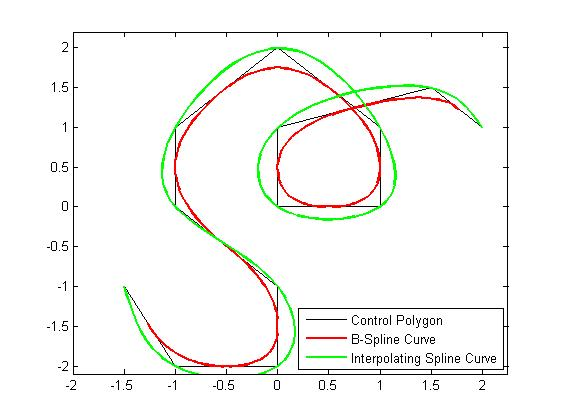 2
1.5
1
0.5
0
-0.5
-1
-1.5
-2
-2 -1.5 -1 -0.5 0 0.5 1 1.5 2
Control Polygon
B-Spline Curve
Interpolating Spline Curve